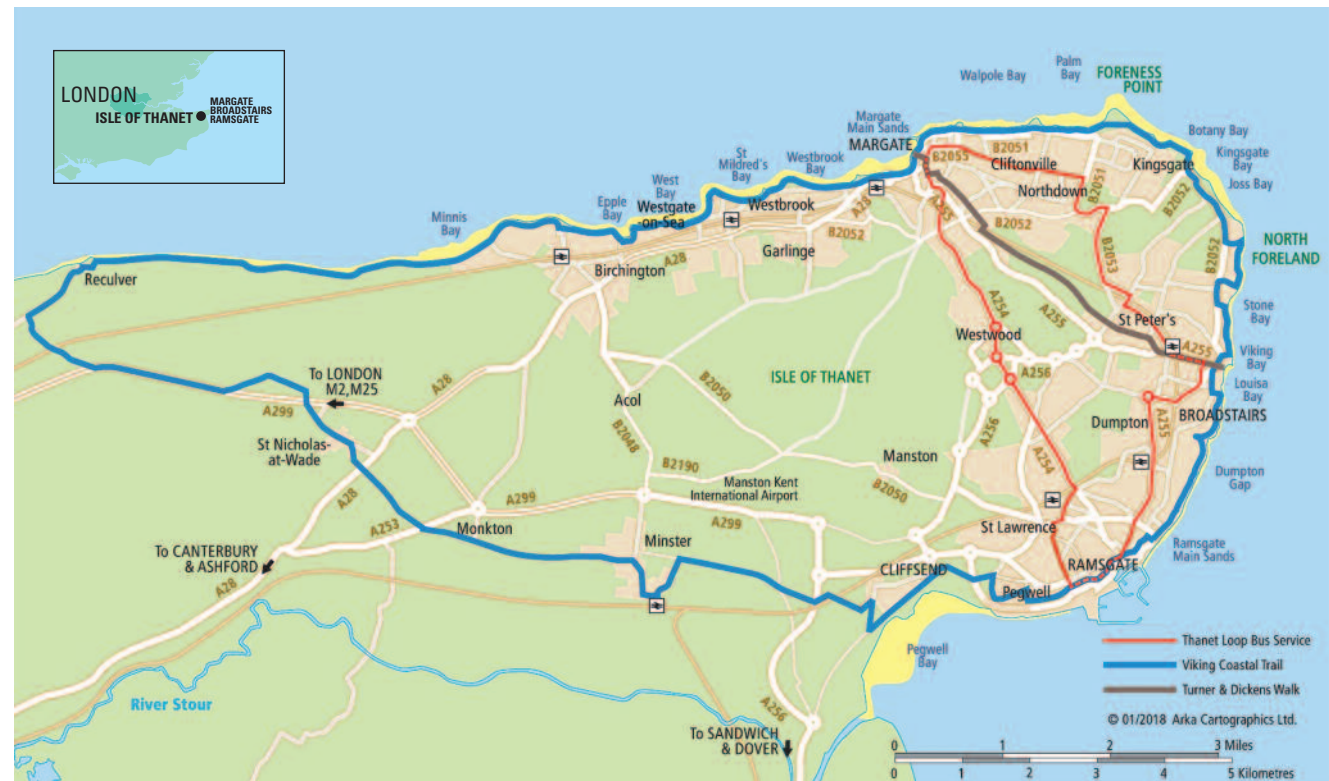 LONDON
ISLE OF THANET
MARGATE
BROADSTAIRS
RAMSGATE
Walpole Bay
Palm
Bay
FORENESS
POINT
Margate
Main Sands
MARGATE
Botany Bay
Kingsgate
Bay
Joss Bay
B2055
B2051
Cliftonville
Kingsgate
Northdown
B2051
B2052
St
Mildred's
Bay
Westbrook
Bay
West
Bay
Westgate
-on-Sea
Westbrook
Epple
Bay
Minnis
Bay
A28
B2052
Garlinge
A255
B2052
B2053
B2052
NORTH
FORELAND
Reculver
Birchington
A28
Stone
Bay
St Peter's
A254
A255
Westwood
A255
Viking
Bay
Louisa
Bay
BROADSTAIRS
To LONDON
M2,M25
A28
A299
ISLE OF THANET
A256
B2050
Acol
Dumpton
A255
St Nicholas-
at-Wade
B2048
A256
Manston
A254
Dumpton
Gap
B2190
Manston Kent
International Airport
B2050
A28
A299
A299
A253
Monkton
Minster
St Lawrence
Ramsgate
Main Sands
RAMSGATE
CLIFFSEND
Pegwell
To CANTERBURY
& ASHFORD
A28
Pegwell
Bay
River Stour
A256
To SANDWICH
& DOVER
Thanet Loop Bus Service
Viking Coastal Trail
Turner & Dickens Walk
© 01/2018 Arka Cartographics Ltd.
0 1 2 3 Miles
0 1 2 3 4 5 Kilometres